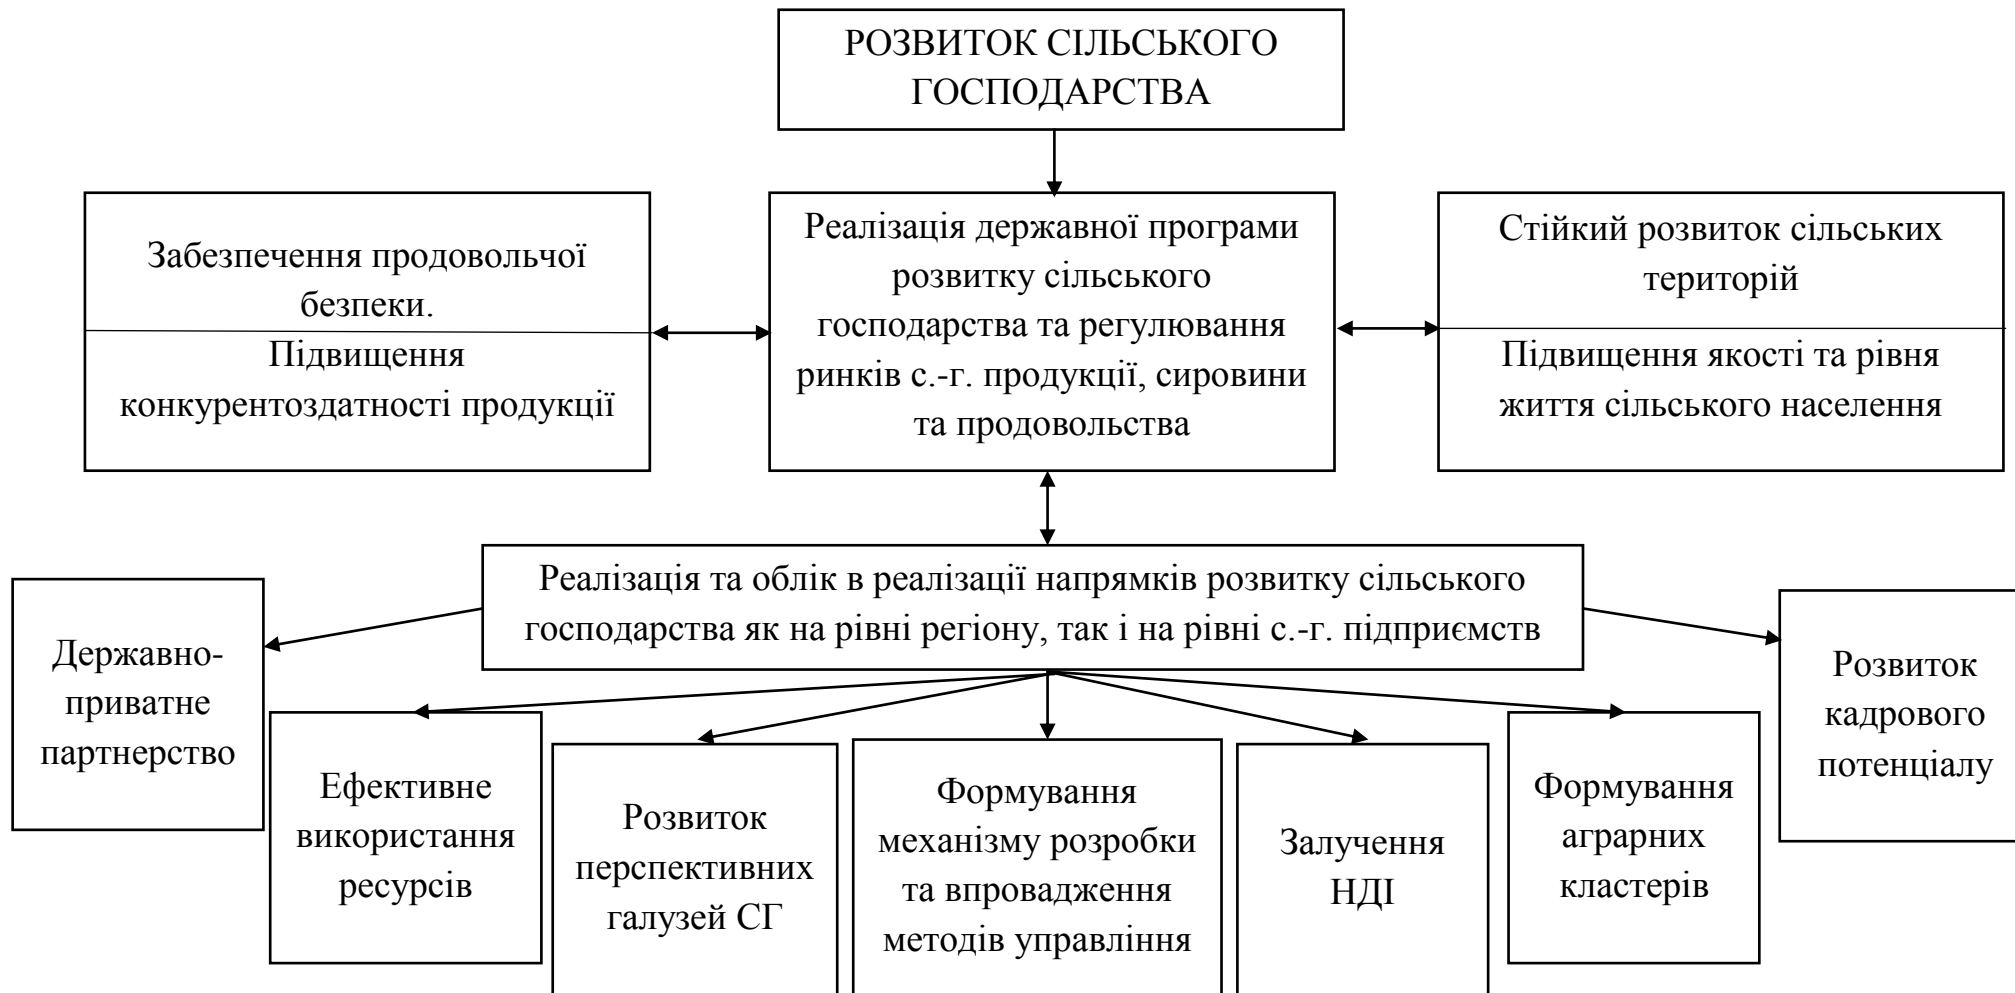 РОЗВИТОК СІЛЬСЬКОГО
ГОСПОДАРСТВА
Забезпечення продовольчої
безпеки.
Підвищення
конкурентоздатності продукції
Реалізація державної програми
розвитку сільського
господарства та регулювання
ринків с.-г. продукції, сировини
та продовольства
Стійкий розвиток сільських
територій
Підвищення якості та рівня
життя сільського населення
Реалізація та облік в реалізації напрямків розвитку сільського
господарства як на рівні регіону, так і на рівні с.-г. підприємств
Державно-
приватне
партнерство
Ефективне
використання
ресурсів
Розвиток
перспективних
галузей СГ
Формування
механізму розробки
та впровадження
методів управління
Залучення
НДІ
Формування
аграрних
кластерів
Розвиток
кадрового
потенціалу